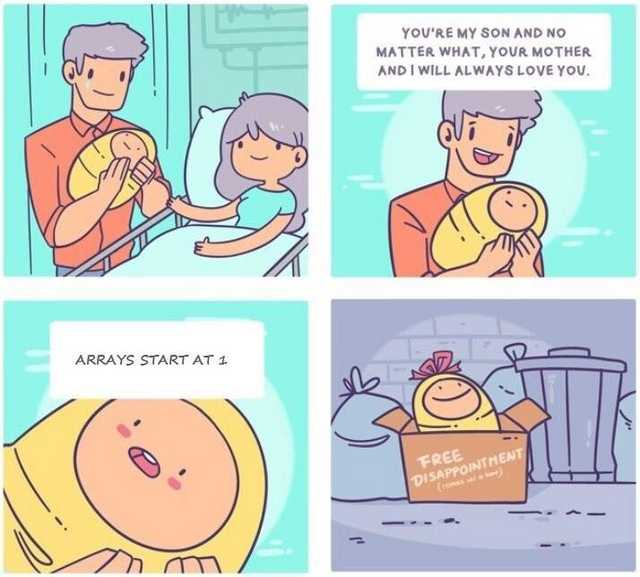 YOU'RE MY SON AND NO
MATTER WHAT, YOUR MOTHER
AND I WILL ALWAYS LOVE YOU.
ARRAYS START AT 1
FREE
DISAPPOINTMENT